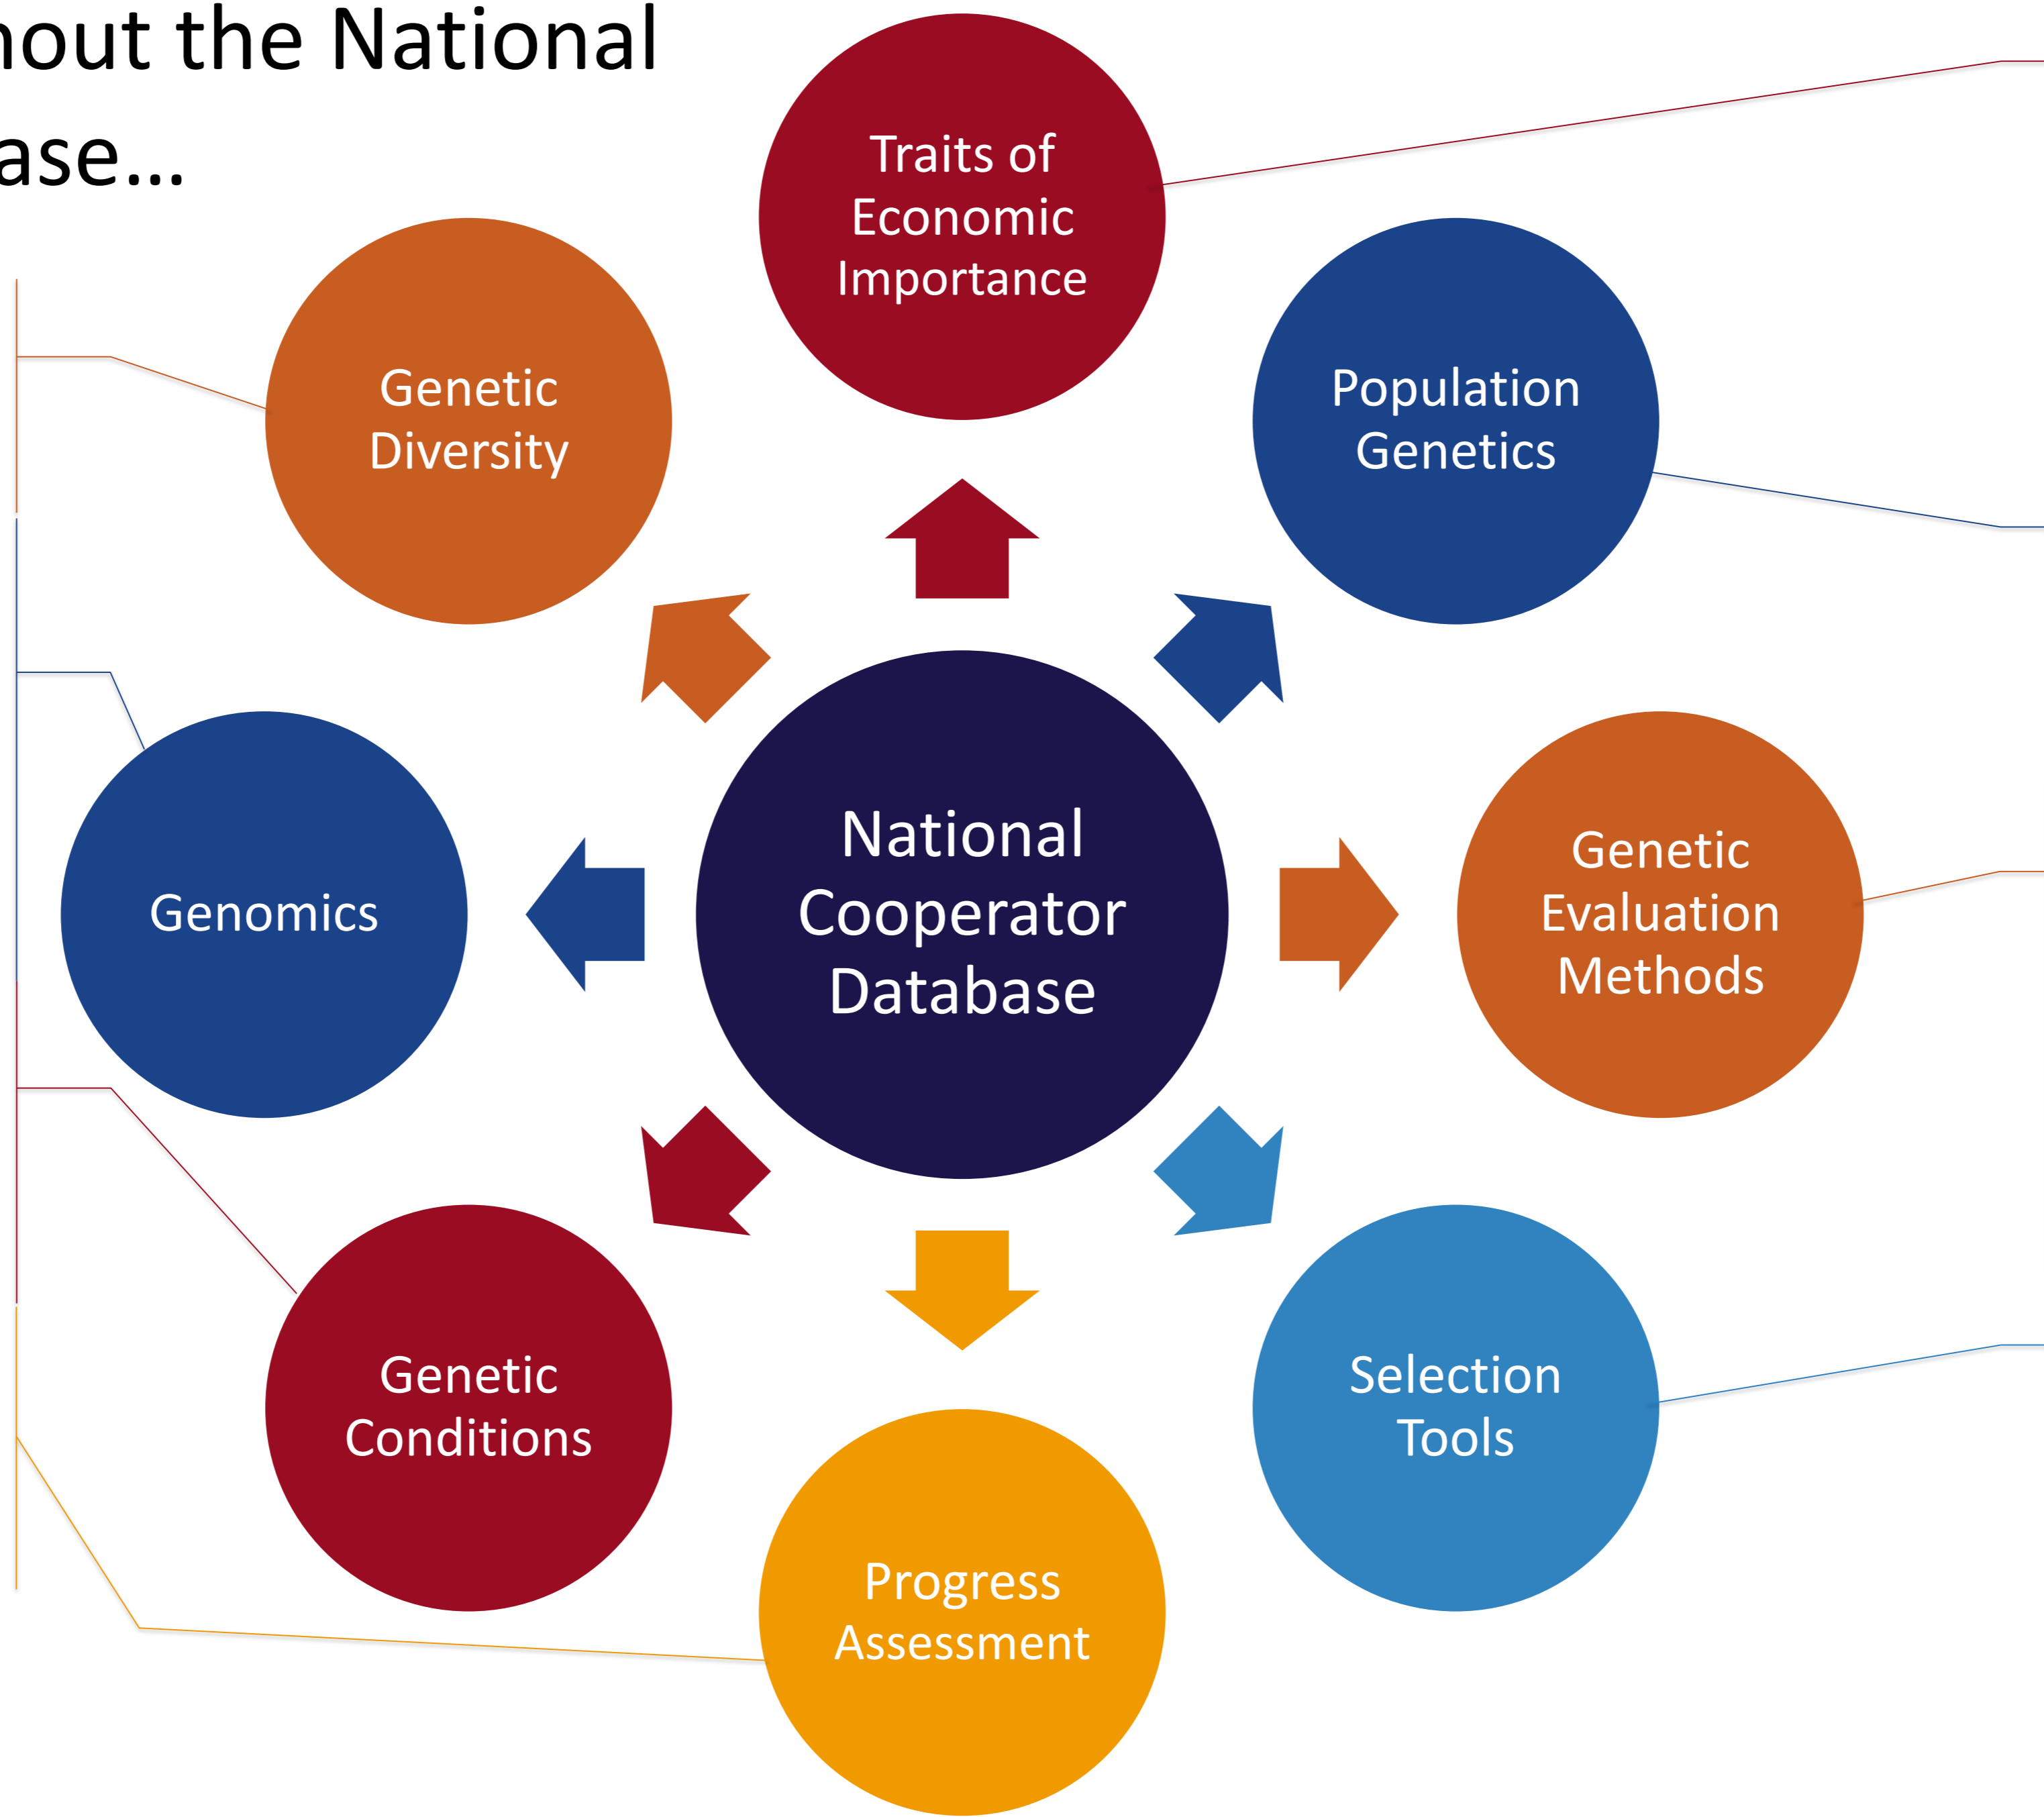 hout the National
ase…
Traits of
Economic
Importance
Population
Genetics
Genetic
Evaluation
Methods
Selection
Tools
Progress
Assessment
Genetic
Conditions
Genomics
Genetic
Diversity
National
Cooperator
Database